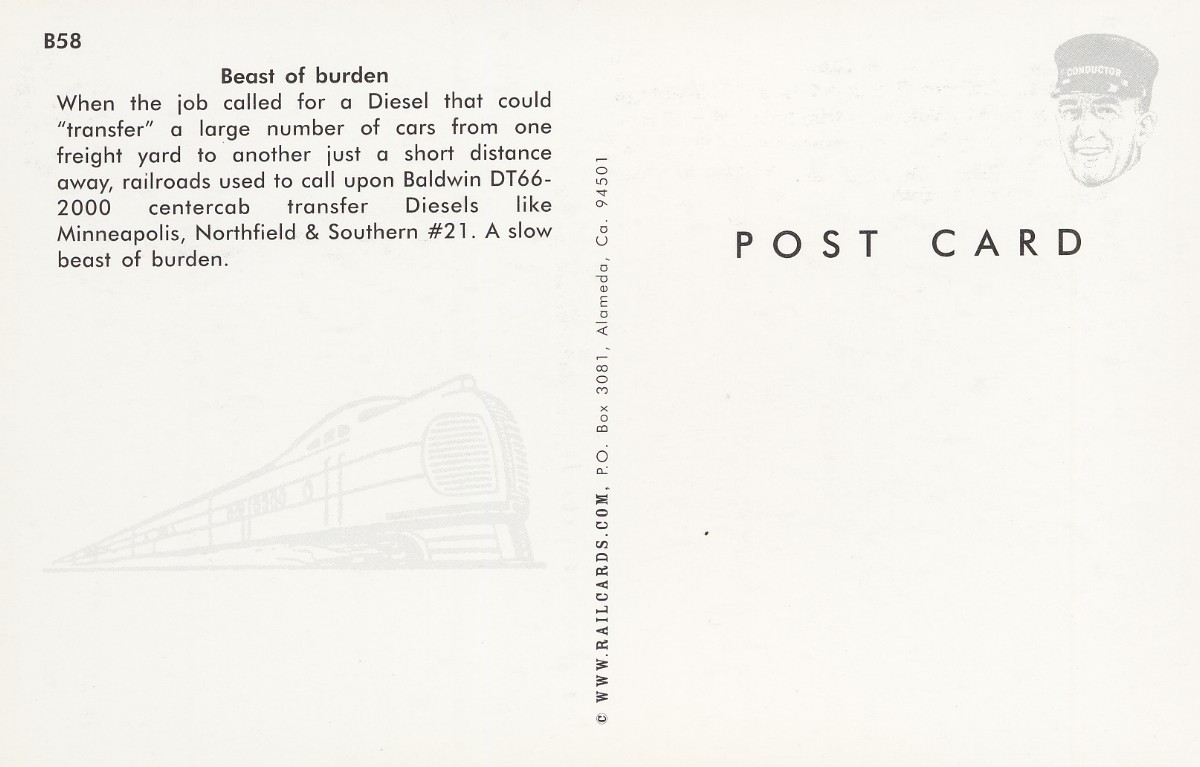 B58
Beast of burden
When the job called for a Diesel that could
“transfer” a large number of cars from one
freight yard to another just a short distance
away, railroads used to call upon Baldwin DT66-
2000 centercab transfer Diesels like
Minneapolis, Northfield & Southern #21. A slow
beast of burden.
© WWW.RAILCARDS.COM, P.O. Box 3081, Alameda, Ca. 94501
CONDUCTOR
POST CARD